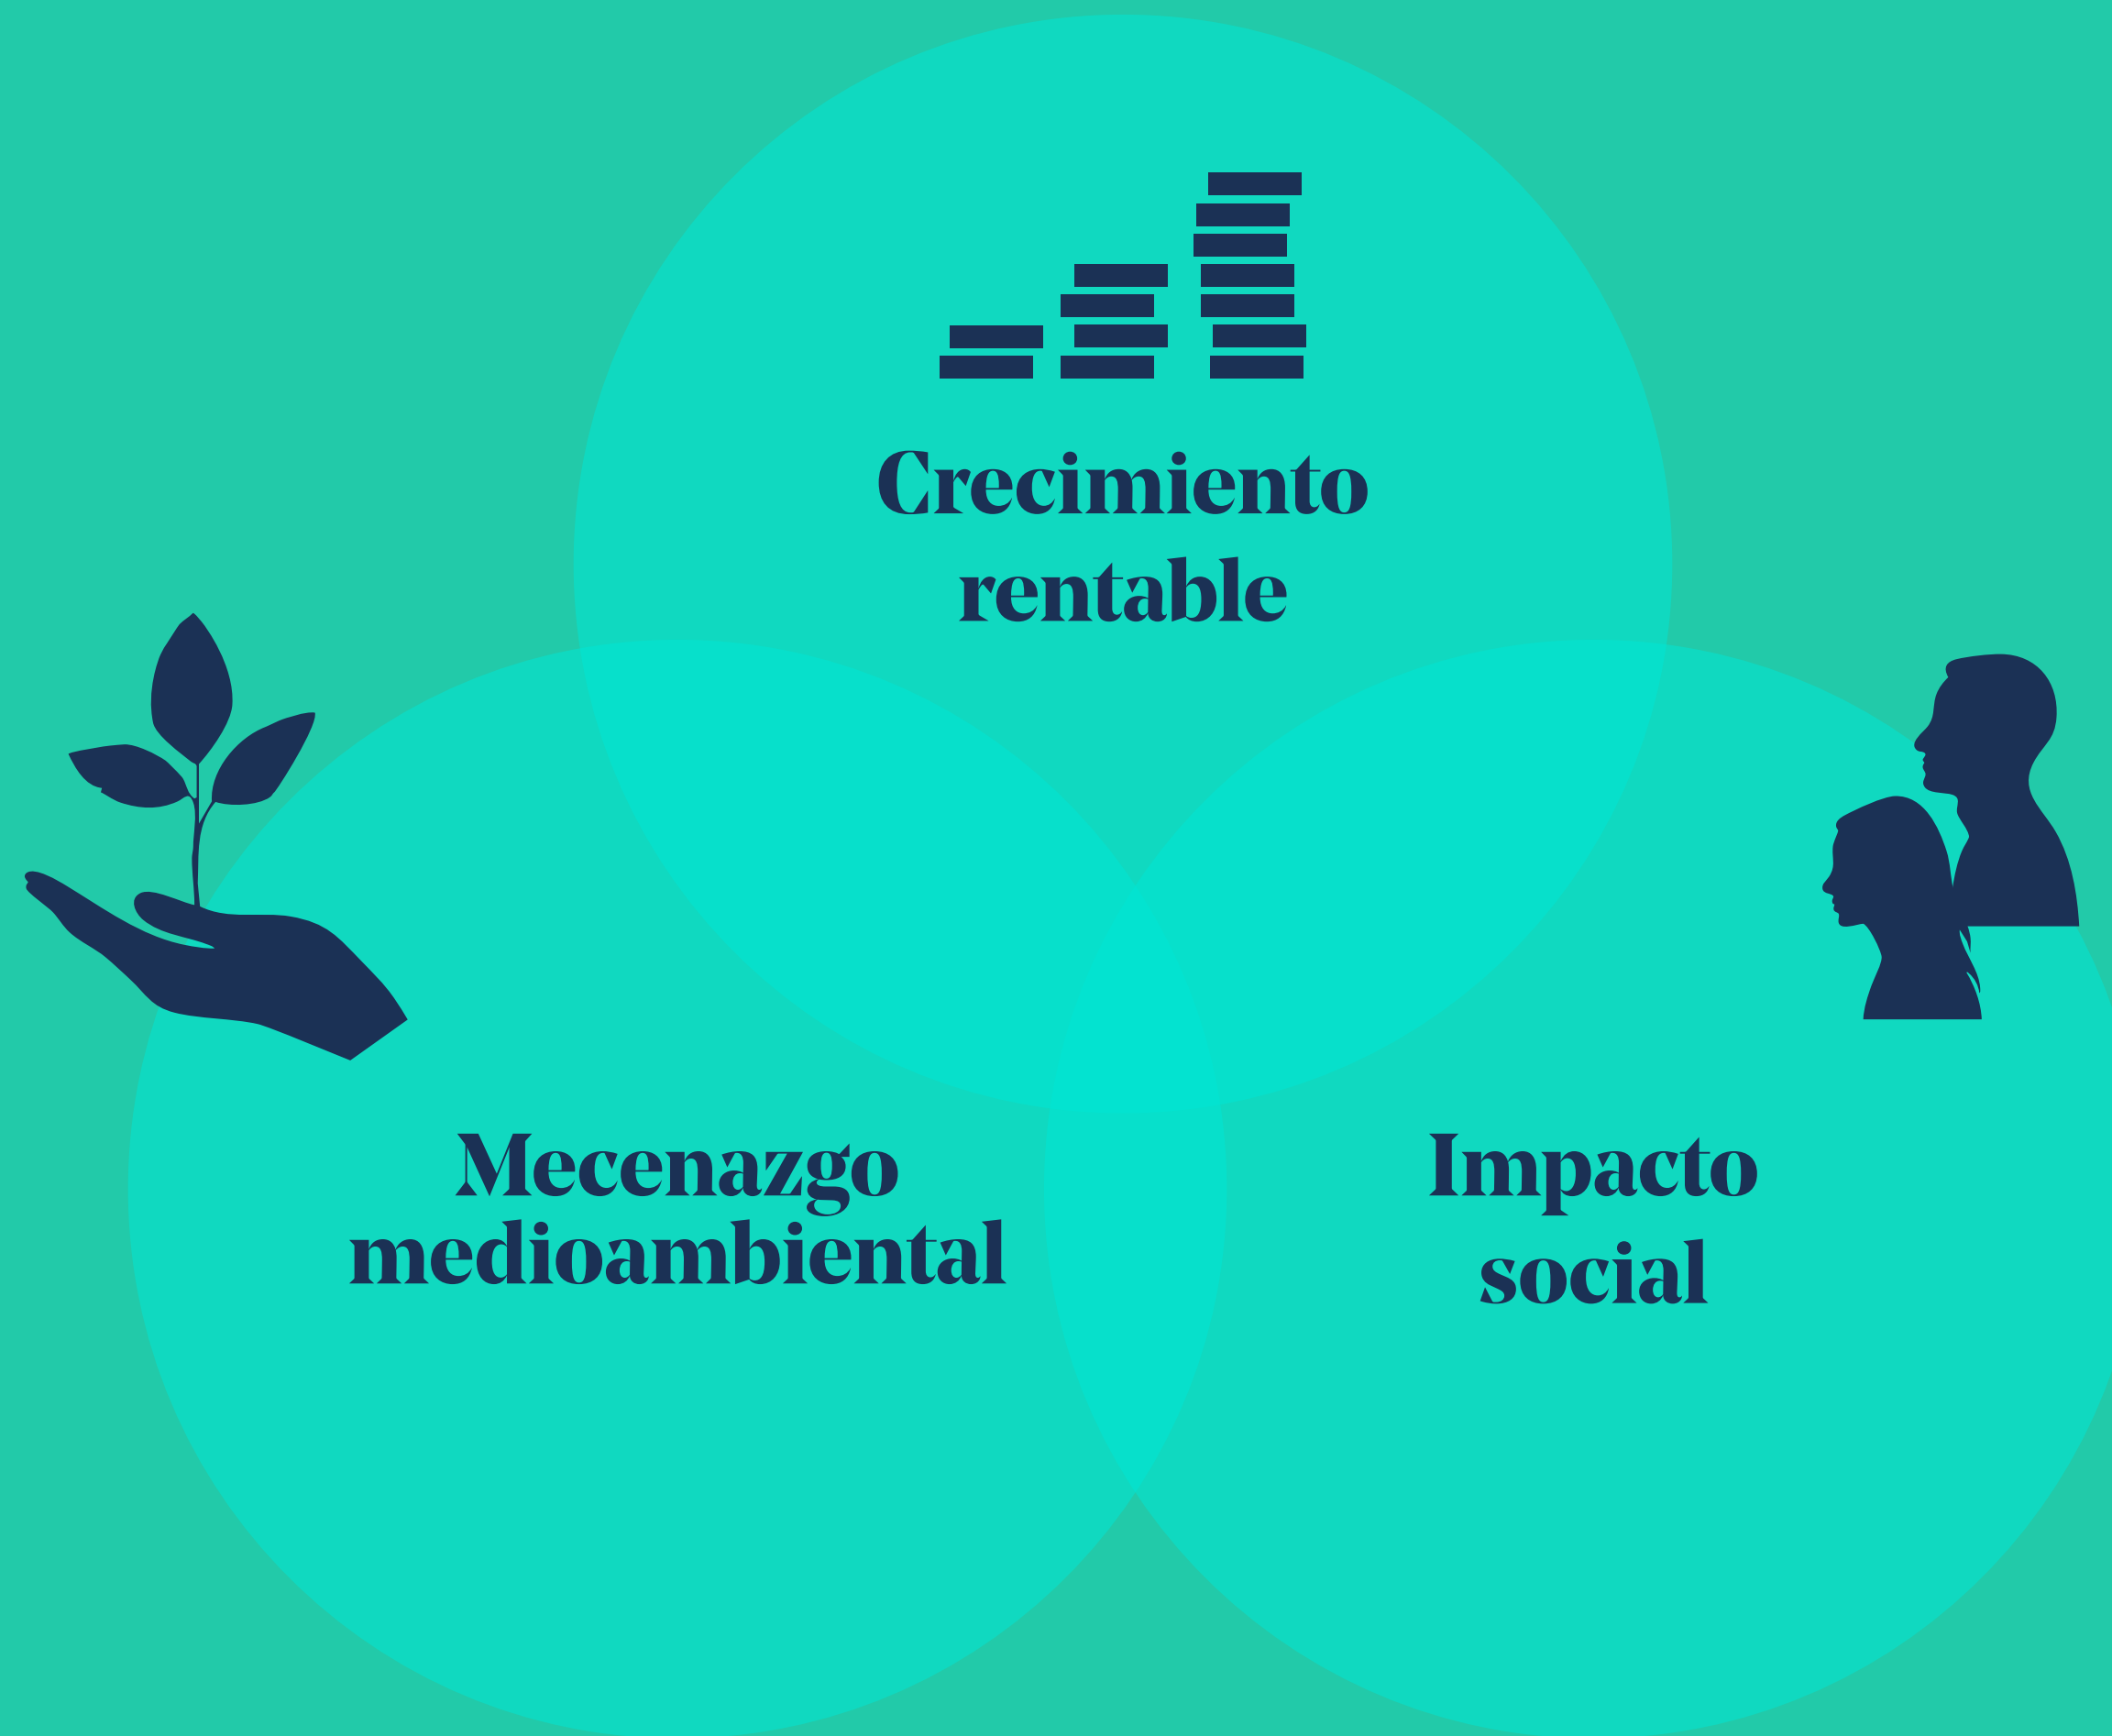 Crecimiento
rentable
Mecenazgo
medioambiental
Impacto
social